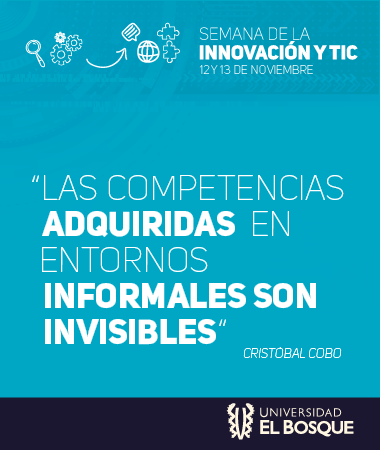 SEMANA DE LA
INNOVACIÓN Y TIC
12 Y 13 DE NOVIEMBRE
“LAS COMPETENCIAS
ADQUIRIDAS EN
ENTORNOS
INFORMALES SON
INVISIBLES“
CRISTÓBAL COBO
UNIVERSIDAD
EL BOSQUE